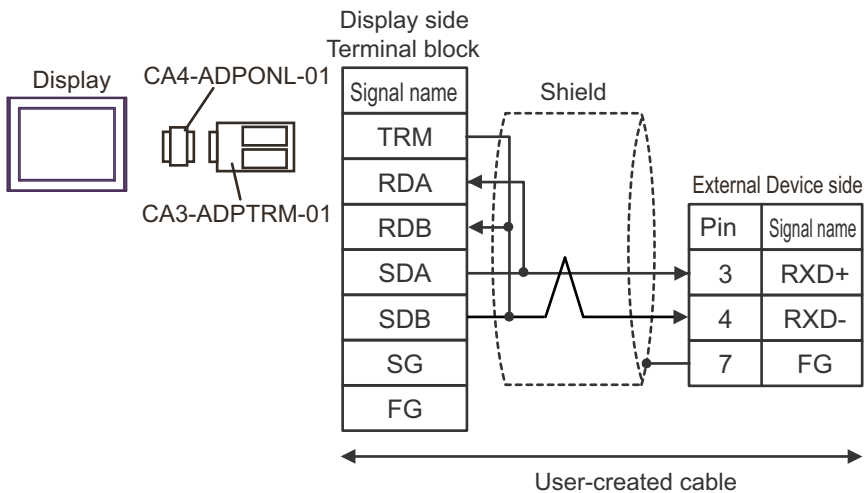 Display side
Terminal block
Display
CA4-ADPONL-01
CA3-ADPTRM-01
Signal name
TRM
RDA
RDB
SDA
SDB
SG
FG
Shield
External Device side
Pin Signal name
3 RXD+
4 RXD-
7 FG
User-created cable